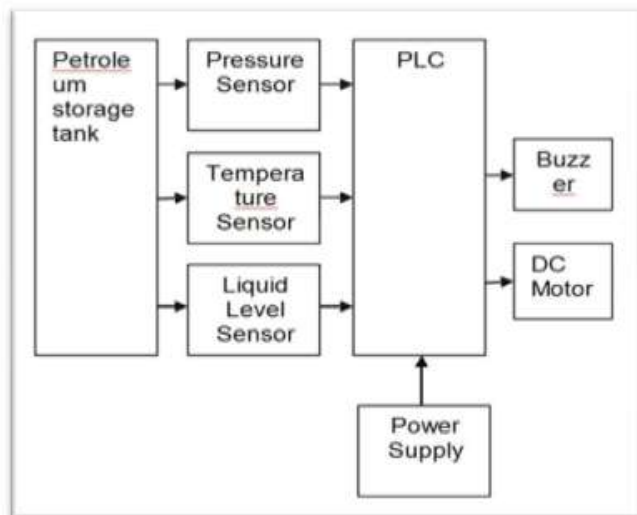 Petrole
um
storage
tank
Pressure
Sensor
Tempera
ture
Sensor
Liquid
Level
Sensor
PLC
Buzz
er
DC
Motor
Power
Supply